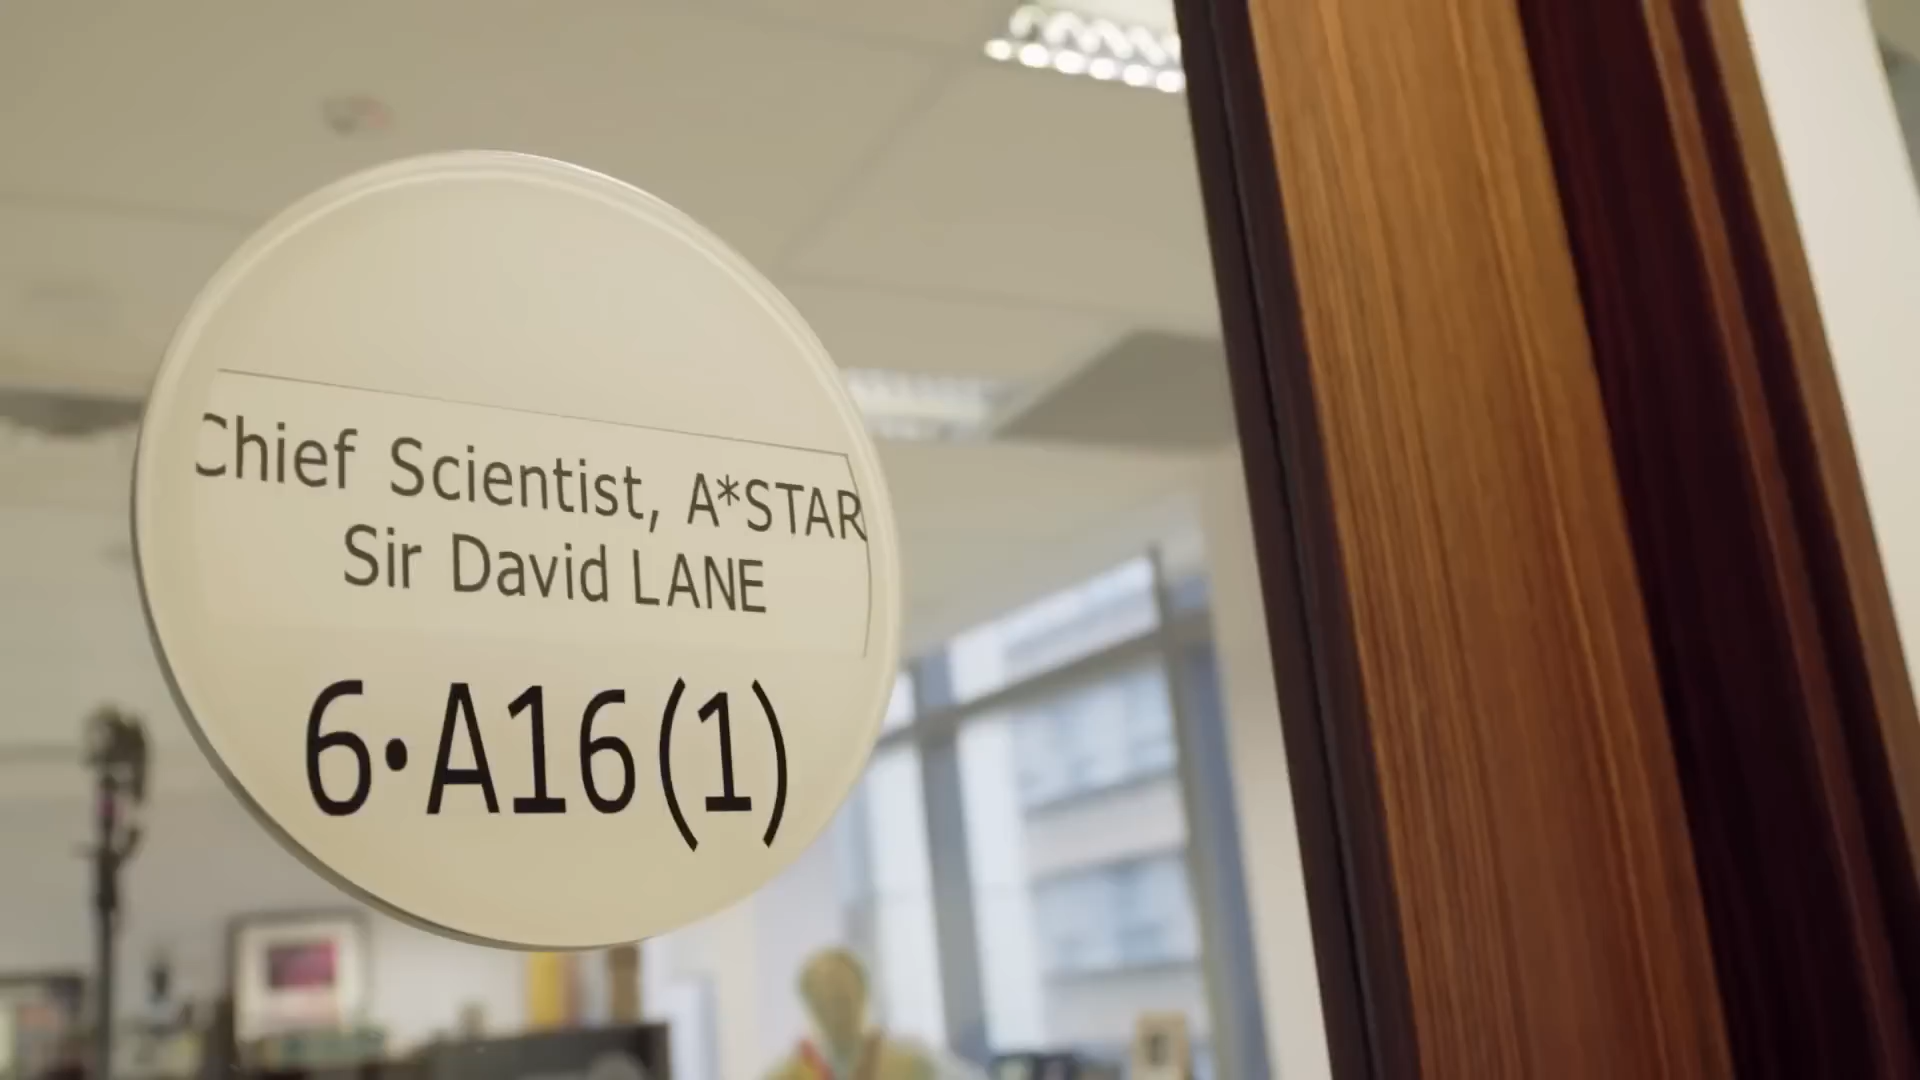 Chief Scientist, A*STAR
Sir David LANE
6•A16(1)